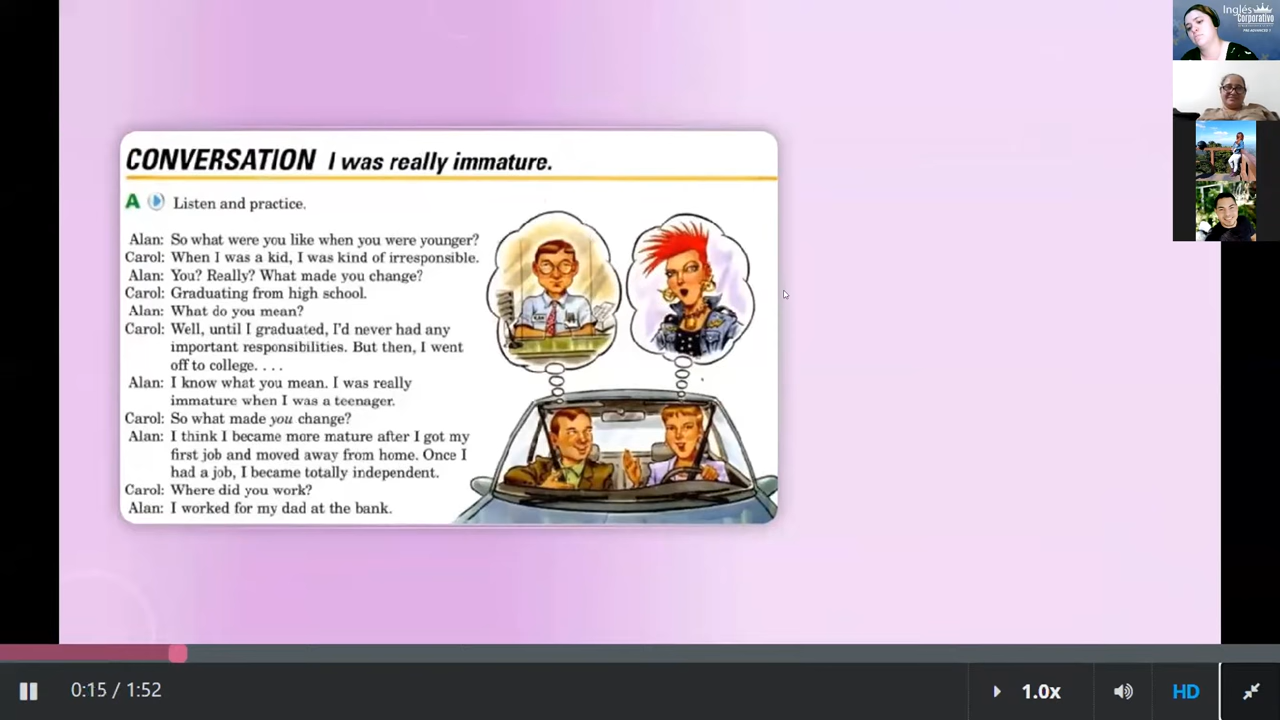 Inglés
Corporativo
CONVERSATION I was really immature.
A Listen and practice.
Alan: So what were you like when you were younger?
Carol: When I was a kid, I was kind of irresponsible.
Alan: You? Really? What made you change?
Carol: Graduating from high school.
Alan: What do you mean?
Carol: Well, until I graduated, I'd never had any
important responsibilities. But then, I went
off to college. . . .
Alan: I know what you mean. I was really
immature when I was a teenager.
Carol: So what made you change?
Alan: I think I became more mature after I got my
first job and moved away from home. Once I
had a job, I became totally independent.
Carol: Where did you work?
Alan: I worked for my dad at the bank.
0:15 / 1:52
1.0x
HD